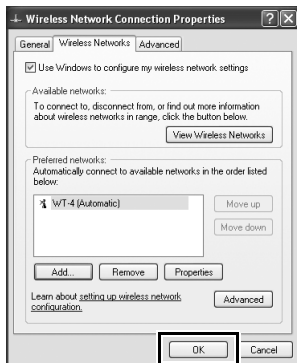 Wireless Network Connection Properties
General Wireless Networks Advanced
Use Windows to configure my wireless network settings
Available networks:
To connect to, disconnect from, or find out more information
about wireless networks in range, click the button below.
View Wireless Networks
Preferred networks:
Automatically connect to available networks in the order listed
below:
WT-4 (Automatic)
Move up
Move down
Add... Remove Properties
Learn about setting up wireless network
configuration.
Advanced
OK Cancel